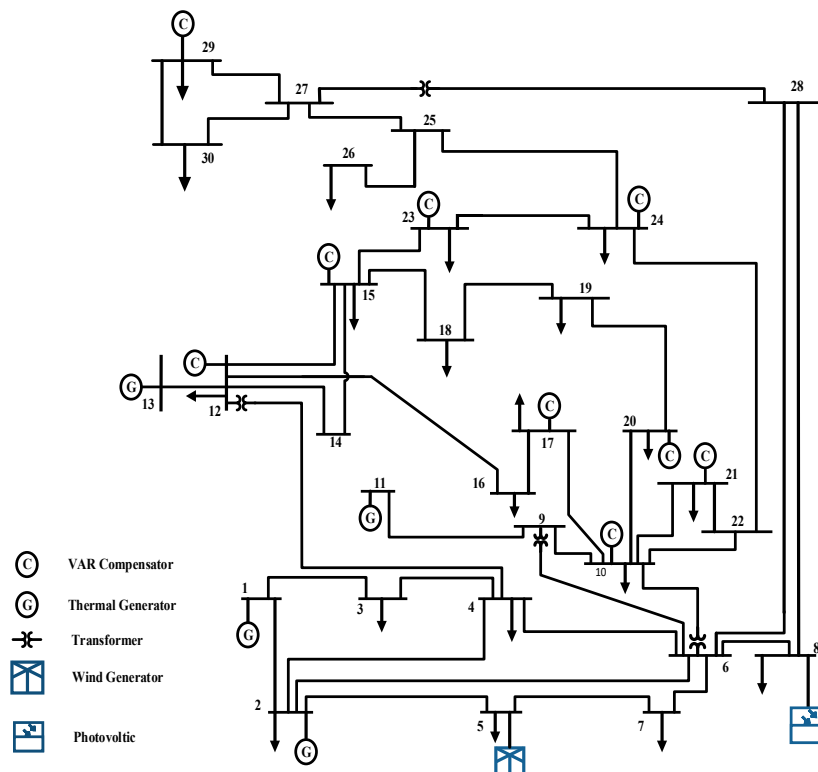 C
29
28
27
25
26
30
C
C
23
24
C
19
15
18
C
C
G
13
12
20
17
14
C
C
21
11
16
9
22
G
C
10
C
VAR Compensator
G
Thermal Generator
1
3
4
G
Transformer
6
8
Wind Generator
2
5
7
G
Photovoltic